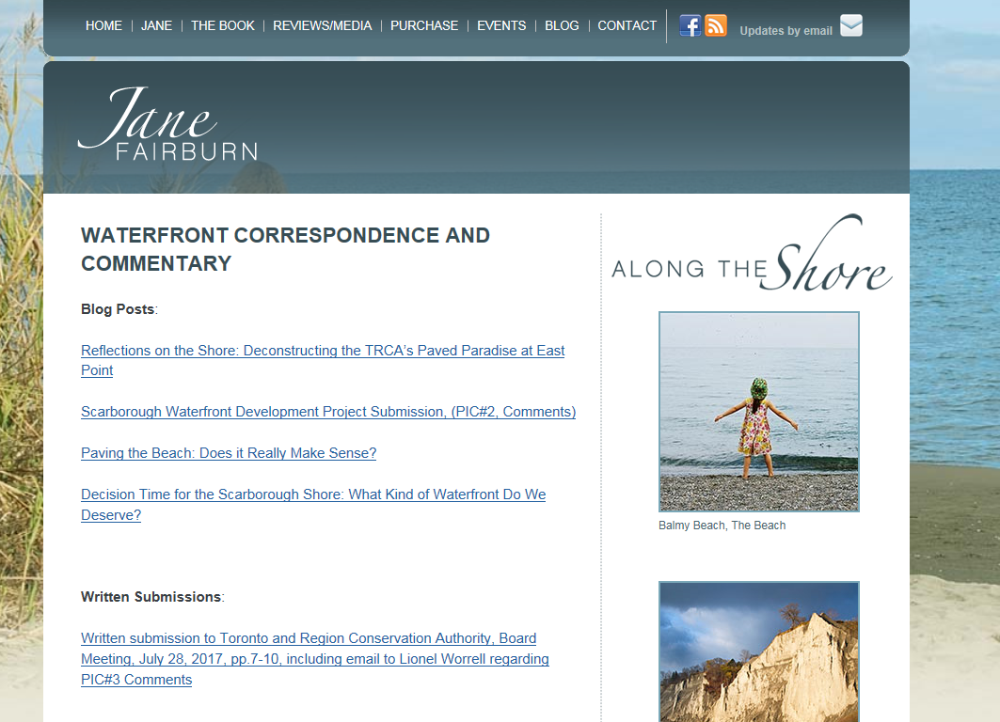 HOME | JANE | THE BOOK | REVIEWS/MEDIA | PURCHASE | EVENTS | BLOG | CONTACT
Updates by email
Jane
FAIRBURN
WATERFRONT CORRESPONDENCE AND
COMMENTARY
Blog Posts:
Reflections on the Shore: Deconstructing the TRCA’s Paved Paradise at East
Point
Scarborough Waterfront Development Project Submission, (PIC#2, Comments)
Paving the Beach: Does it Really Make Sense?
Decision Time for the Scarborough Shore: What Kind of Waterfront Do We
Deserve?
Written Submissions:
Written submission to Toronto and Region Conservation Authority, Board
Meeting, July 28, 2017, pp.7-10, including email to Lionel Worrell regarding
PIC#3 Comments
ALONG THE Shore
Balmy Beach, The Beach